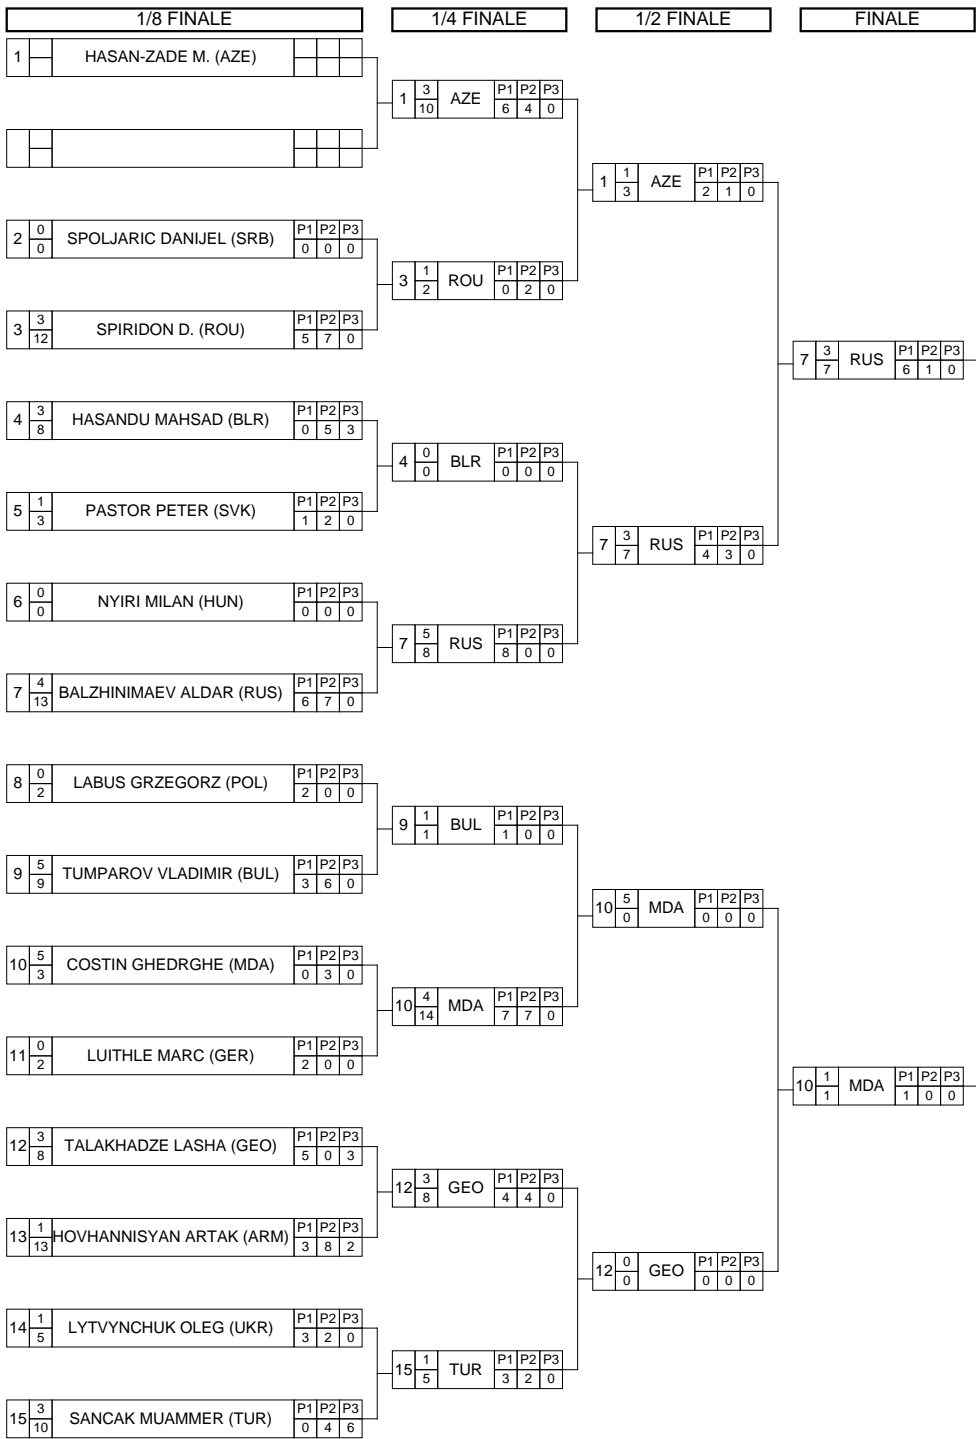 1/8 FINALE 1/4 FINALE 1/2 FINALE FINALE
1 HASAN-ZADE M. (AZE)
1 3 10 AZE P1 P2 P3 6 4 0
1 1 3 AZE P1 P2 P3 2 1 0
2 0 0 SPOLJARIC DANIJEL (SRB) P1 P2 P3 0 0 0
3 1 2 ROU P1 P2 P3 0 2 0
3 3 12 SPIRIDON D. (ROU) P1 P2 P3 5 7 0
7 3 7 RUS P1 P2 P3 6 1 0
4 3 8 HASANDU MAHSAD (BLR) P1 P2 P3 0 5 3
4 0 0 BLR P1 P2 P3 0 0 0
5 1 3 PASTOR PETER (SVK) P1 P2 P3 1 2 0
7 3 7 RUS P1 P2 P3 4 3 0
6 0 0 NYIRI MILAN (HUN) P1 P2 P3 0 0 0
7 5 8 RUS P1 P2 P3 8 0 0
7 4 13 BALZHINIMAEV ALDAR (RUS) P1 P2 P3 6 7 0
8 0 2 LABUS GRZEGORZ (POL) P1 P2 P3 2 0 0
9 1 1 BUL P1 P2 P3 1 0 0
9 5 9 TUMPAROV VLADIMIR (BUL) P1 P2 P3 3 6 0
10 5 0 MDA P1 P2 P3 0 0 0
10 5 3 COSTIN GHEDRGHE (MDA) P1 P2 P3 0 3 0
10 4 14 MDA P1 P2 P3 7 7 0
11 0 2 LUITHLE MARC (GER) P1 P2 P3 2 0 0
10 1 1 MDA P1 P2 P3 1 0 0
12 3 8 TALAKHADZE LASHA (GEO) P1 P2 P3 5 0 3
12 3 8 GEO P1 P2 P3 4 4 0
13 1 13 HOVHANNISYAN ARTAK (ARM) P1 P2 P3 3 8 2
12 0 0 GEO P1 P2 P3 0 0 0
14 1 5 LYTVYNCHUK OLEG (UKR) P1 P2 P3 3 2 0
15 1 5 TUR P1 P2 P3 3 2 0
15 3 10 SANCAK MUAMMER (TUR) P1 P2 P3 0 4 6